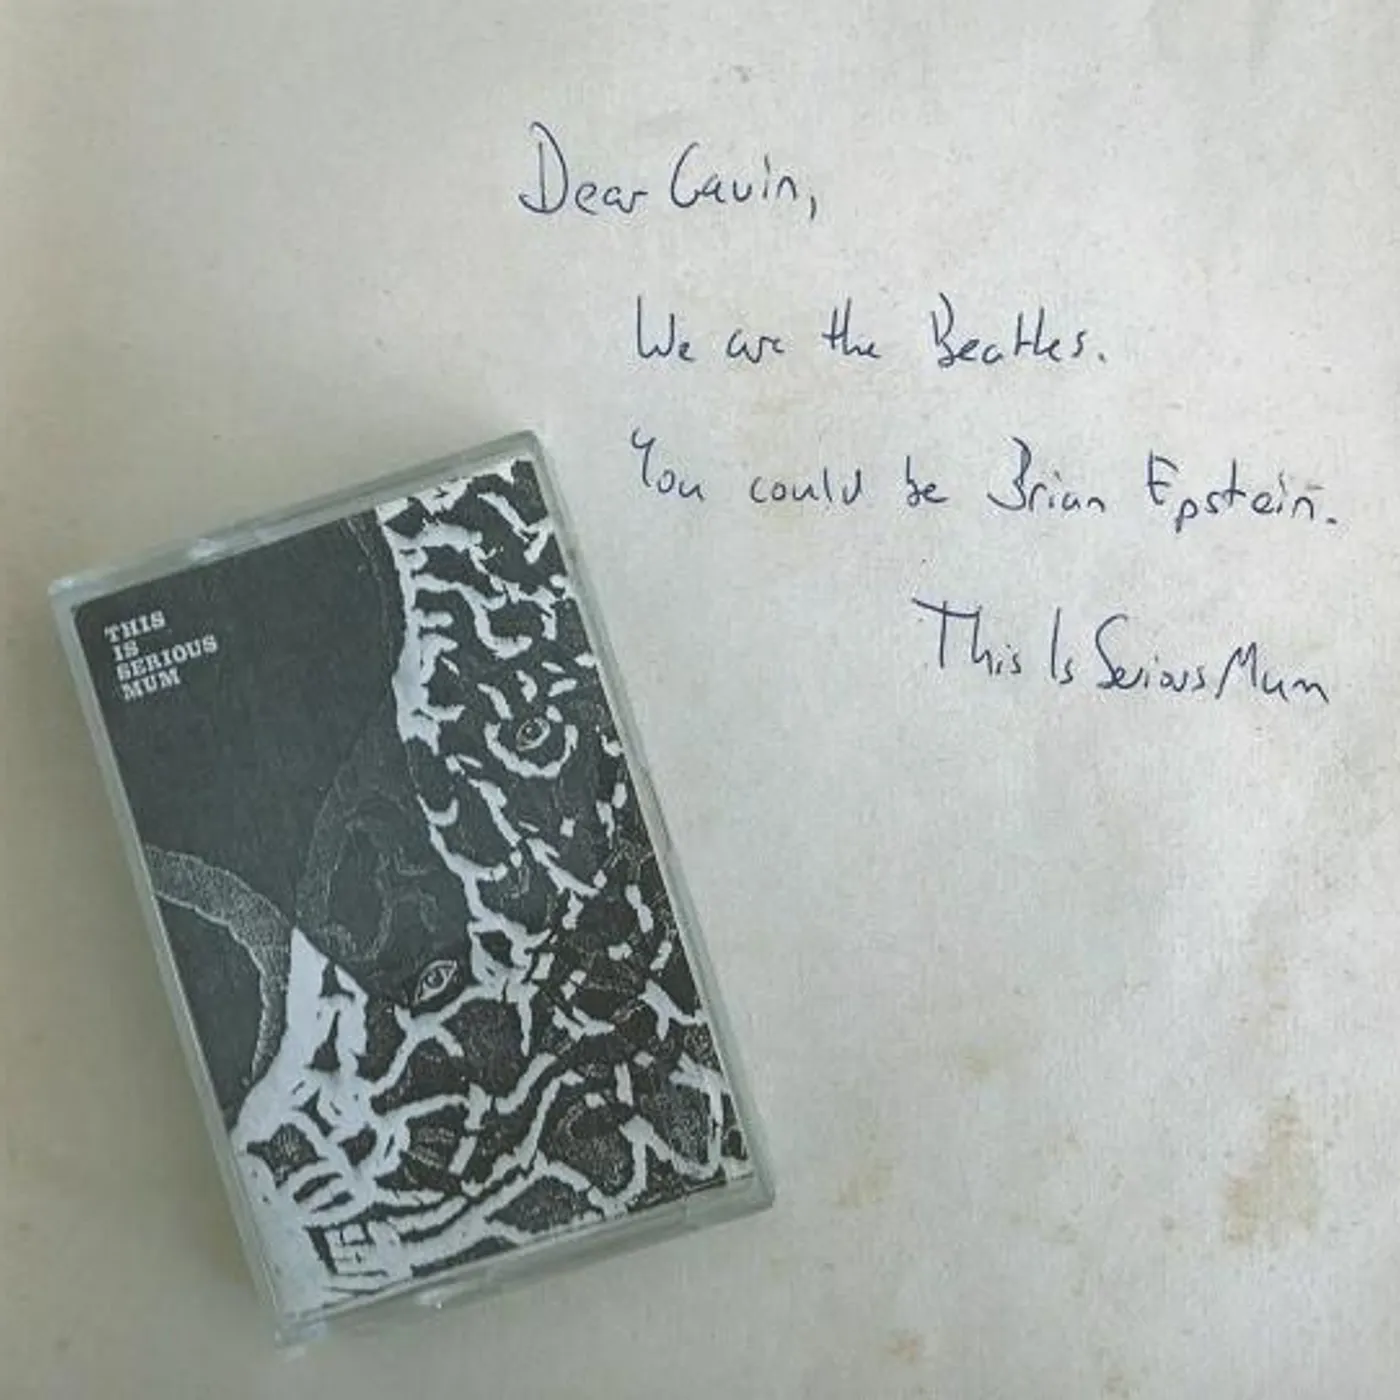 Dear Gavin,
We are the Beatles.
You could be Brian Epstein.
This Is Serious Mum
THIS
IS
SERIOUS
MUM